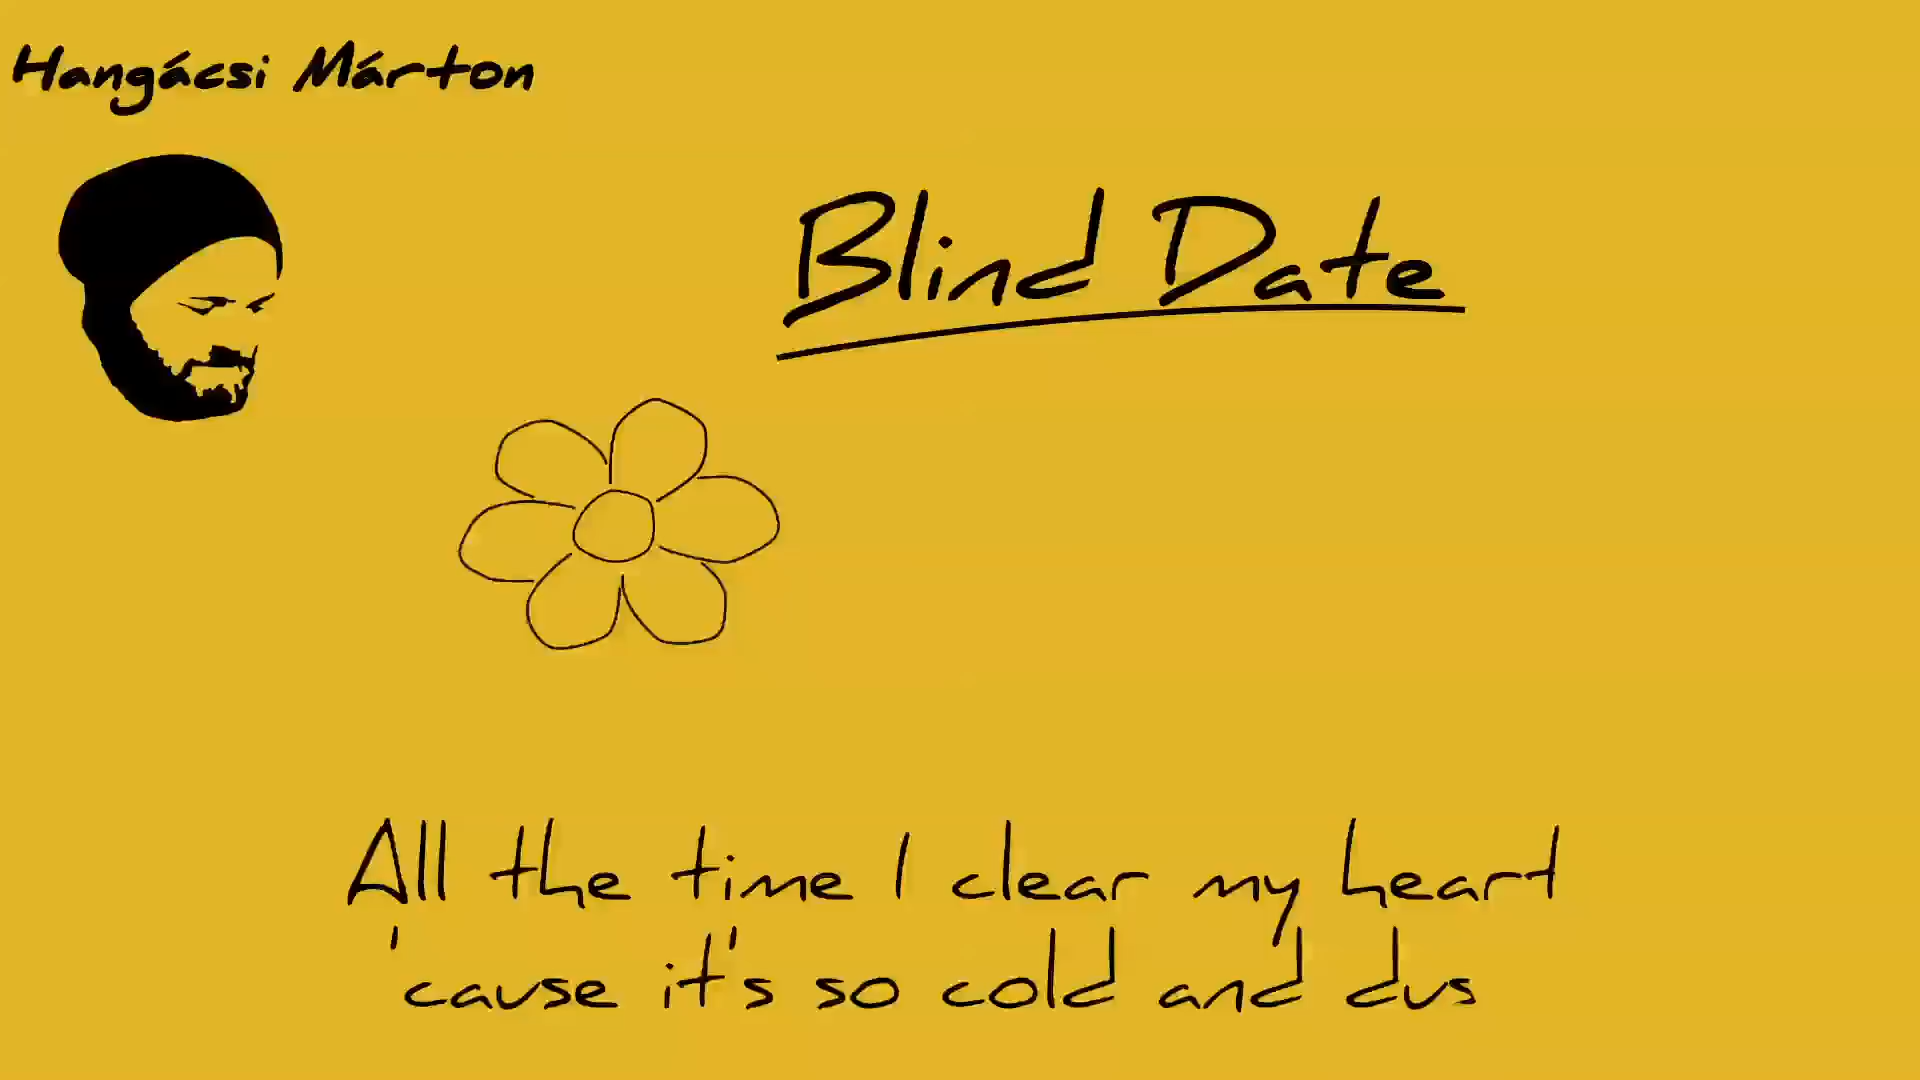 Hangácsi Márton
Blind Date
All the time I clear my heart
'cause it's so cold and dus